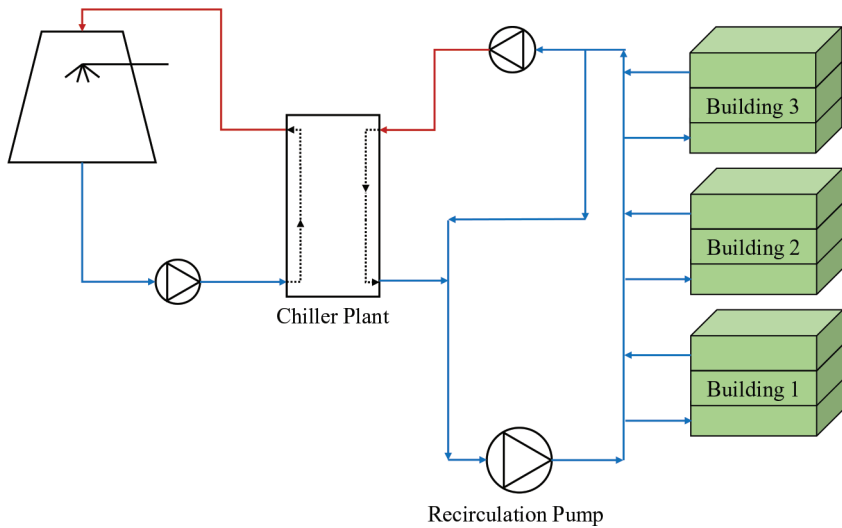 Building 3
Building 2
Chiller Plant
Building 1
Recirculation Pump